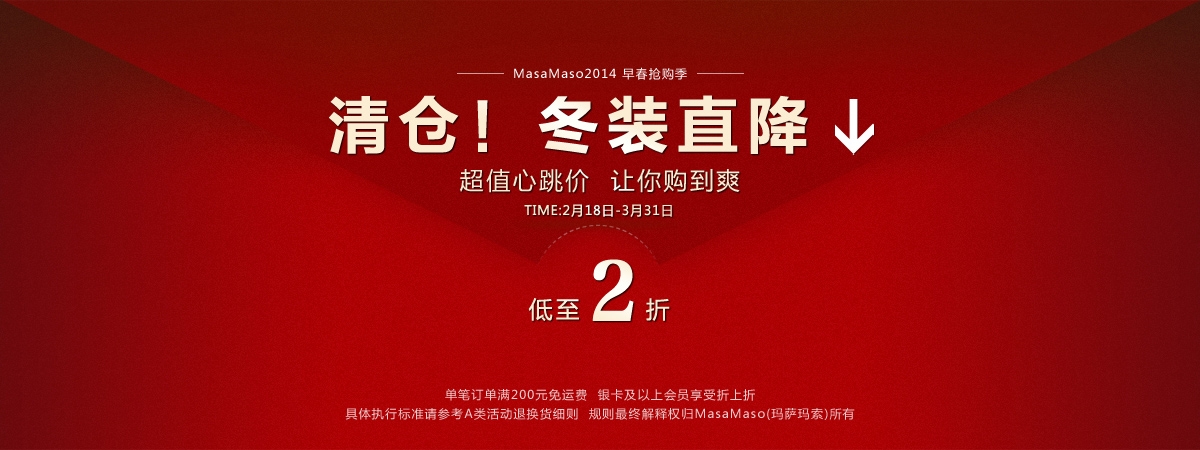 MasaMaso2014 早春抢购季
清仓！冬装直降
超值心跳价 让你购到爽
TIME:2月18日-3月31日
低至2折
单笔订单满200元免运费 银卡及以上会员享受折上折
具体执行标准请参考A类活动退换货细则 规则最终解释权归MasaMaso(玛萨玛索)所有